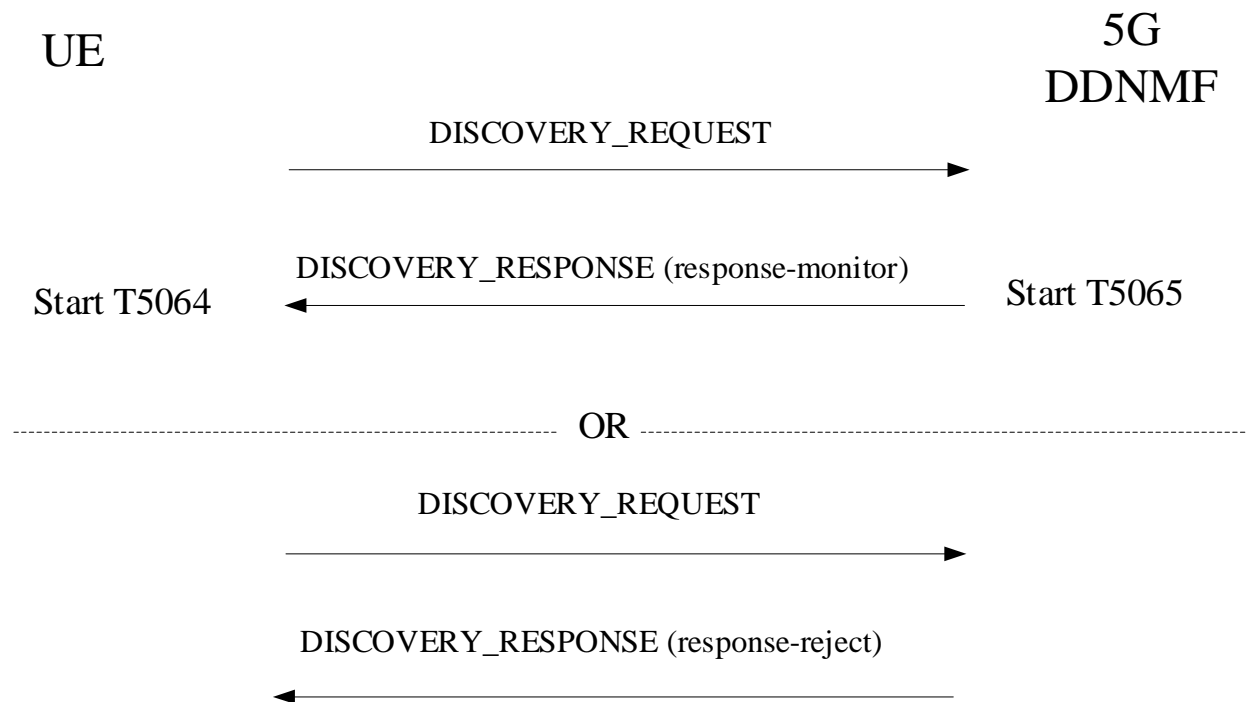 UE
5G
DDNMF
DISCOVERY_REQUEST
DISCOVERY_RESPONSE (response-monitor)
Start T5064
Start T5065
OR
DISCOVERY_REQUEST
DISCOVERY_RESPONSE (response-reject)